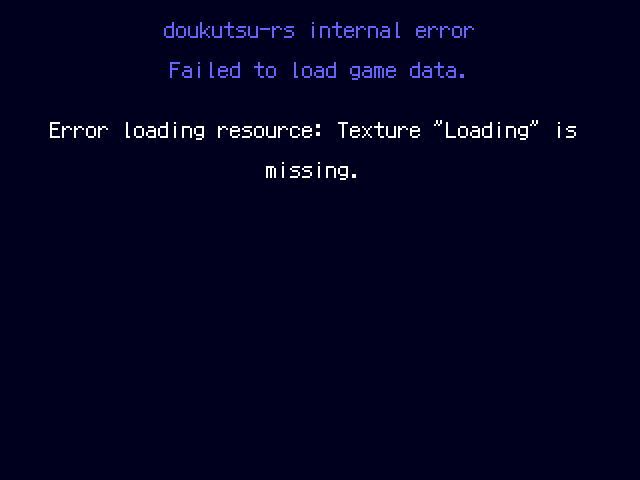 doukutsu-rs internal error
Failed to load game data.
Error loading resource: Texture "Loading" is
missing.